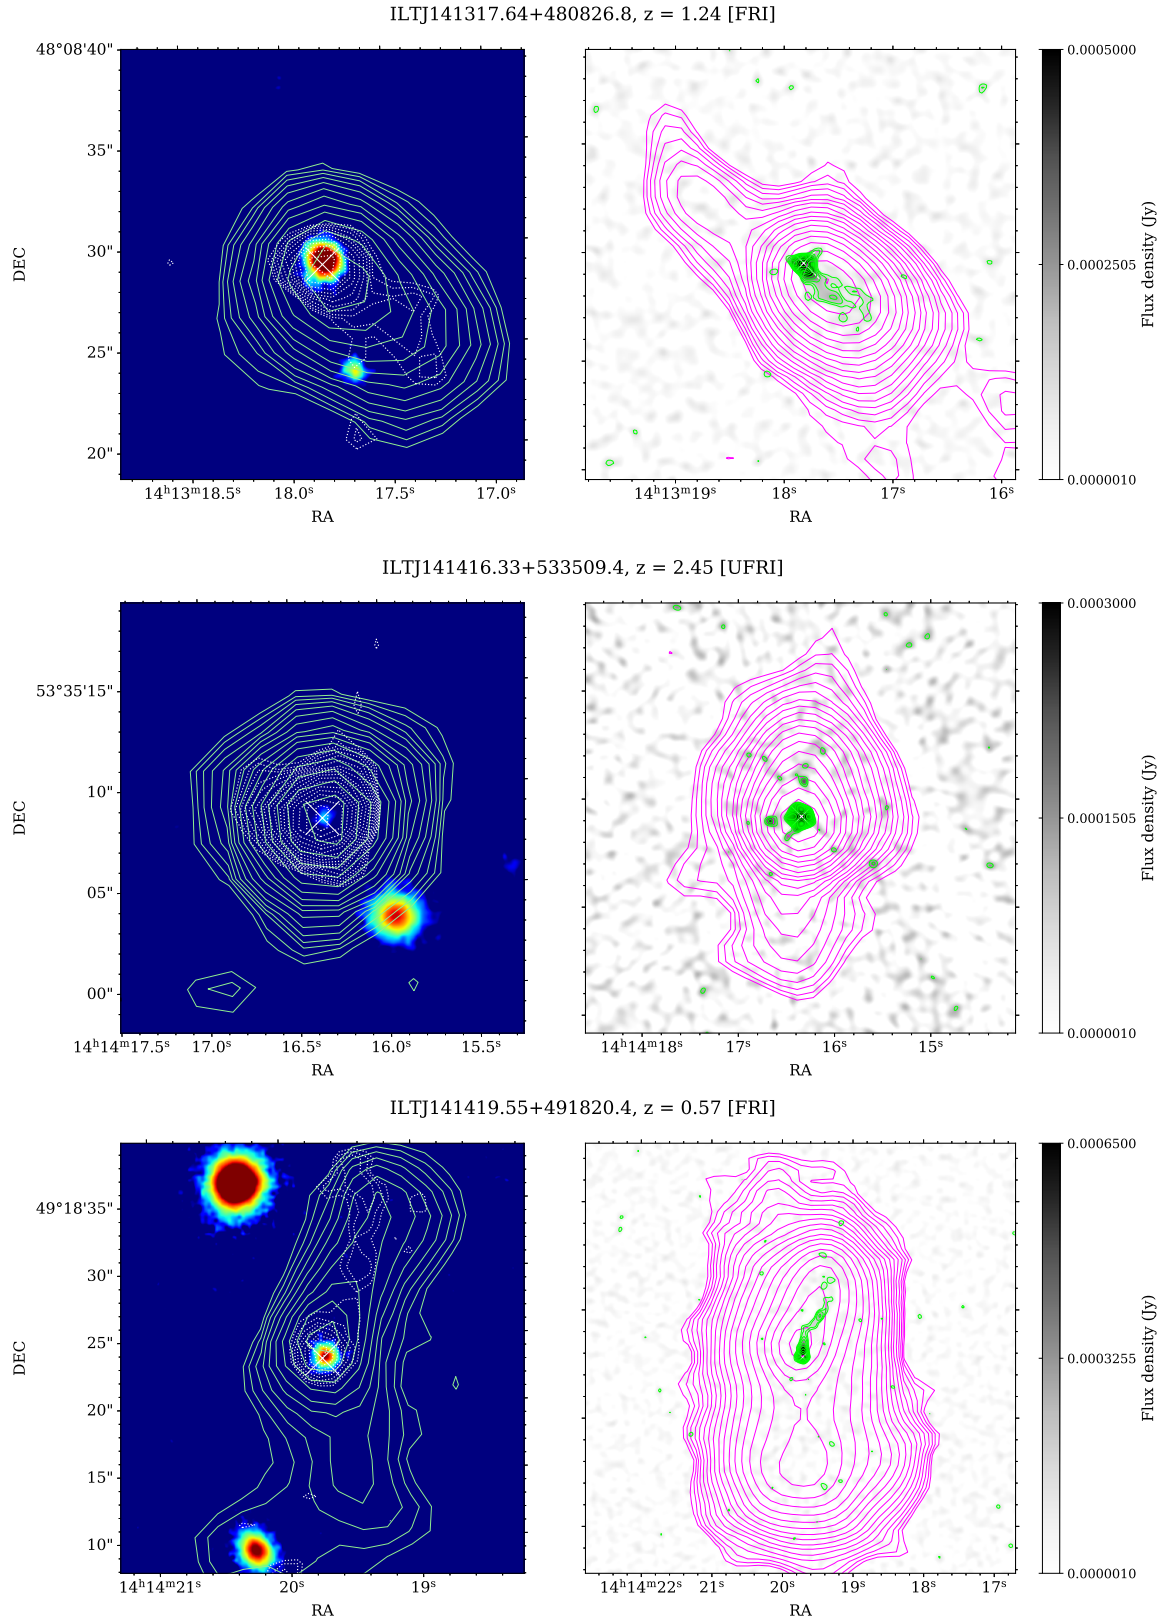 ILTJ141317.64+480826.8, z = 1.24 [FRI]
48°08'40"
35"
30"
25"
20"
DEC
14ʰ13ᵐ18.5ˢ 18.0ˢ 17.5ˢ 17.0ˢ
RA
14ʰ13ᵐ19ˢ 18ˢ 17ˢ 16ˢ
RA
0.0005000
0.0002505
0.0000010
Flux density (Jy)
ILTJ141416.33+533509.4, z = 2.45 [UFRI]
53°35'15"
10"
05"
00"
DEC
14ʰ14ᵐ17.5ˢ 17.0ˢ 16.5ˢ 16.0ˢ 15.5ˢ
RA
14ʰ14ᵐ18ˢ 17ˢ 16ˢ 15ˢ
RA
0.0003000
0.0001505
0.0000010
Flux density (Jy)
ILTJ141419.55+491820.4, z = 0.57 [FRI]
49°18'35"
30"
25"
20"
15"
10"
DEC
14ʰ14ᵐ21ˢ 20ˢ 19ˢ
RA
14ʰ14ᵐ22ˢ 21ˢ 20ˢ 19ˢ 18ˢ 17ˢ
RA
0.0006500
0.0003255
0.0000010
Flux density (Jy)